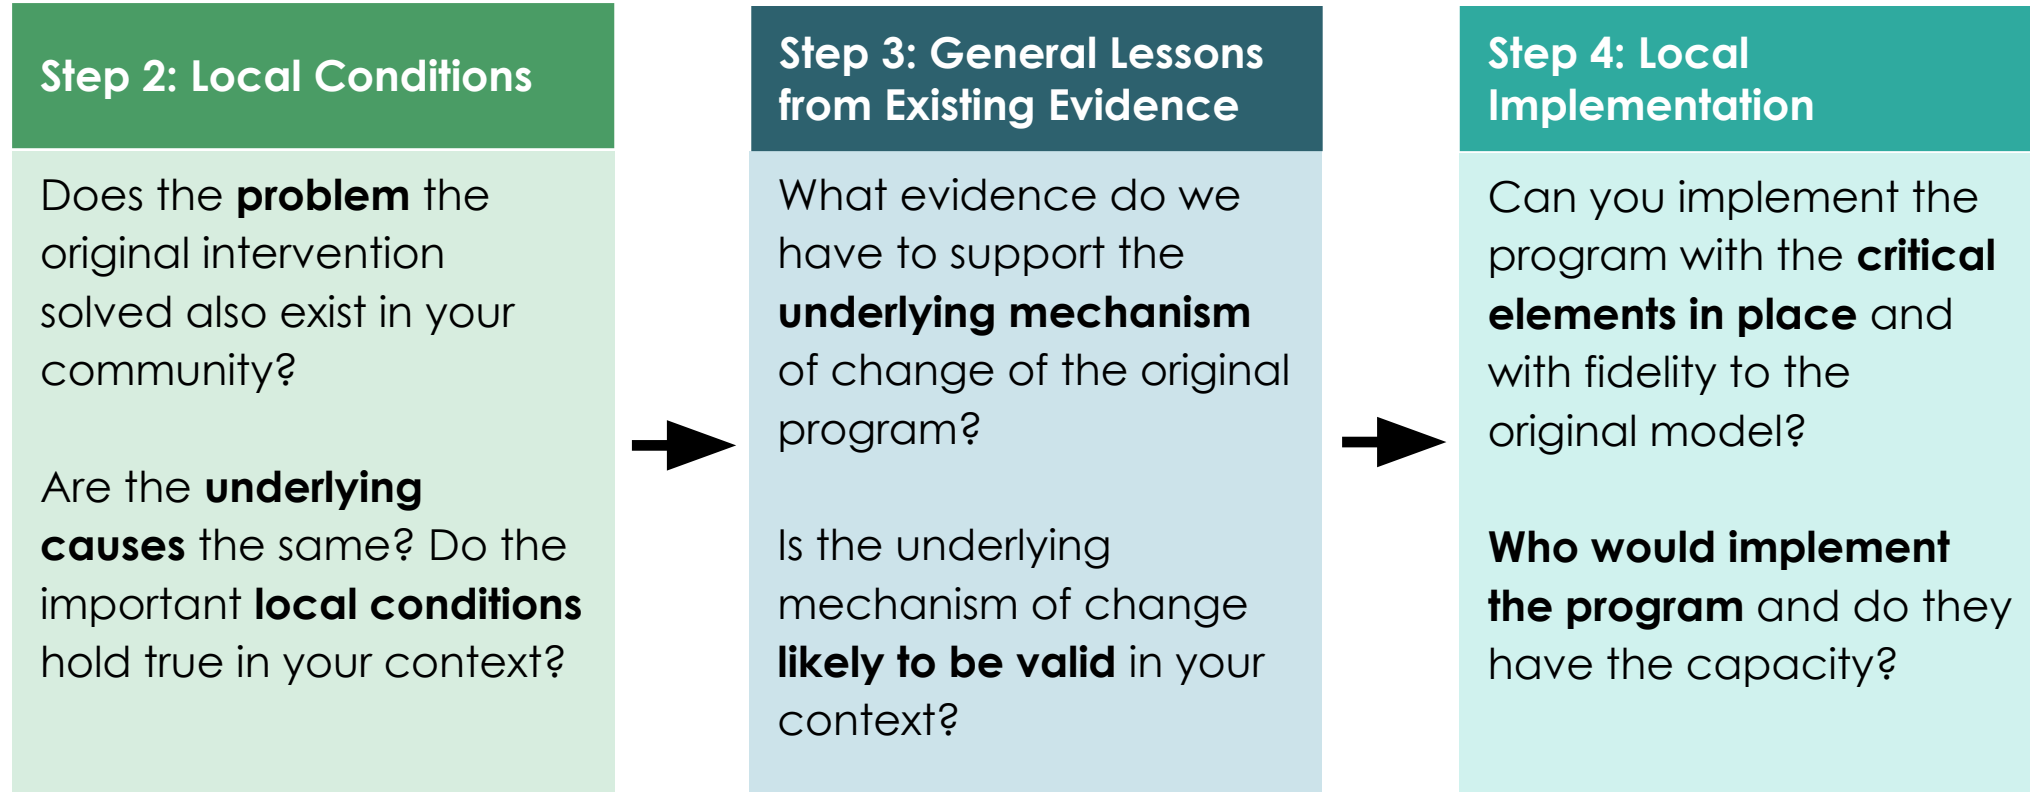 Step 2: Local Conditions
Does the problem the
original intervention
solved also exist in your
community?
Are the underlying
causes the same? Do the
important local conditions
hold true in your context?
Step 3: General Lessons
from Existing Evidence
What evidence do we
have to support the
underlying mechanism
of change of the original
program?
Is the underlying
mechanism of change
likely to be valid in your
context?
Step 4: Local
Implementation
Can you implement the
program with the critical
elements in place and
with fidelity to the
original model?
Who would implement
the program and do they
have the capacity?